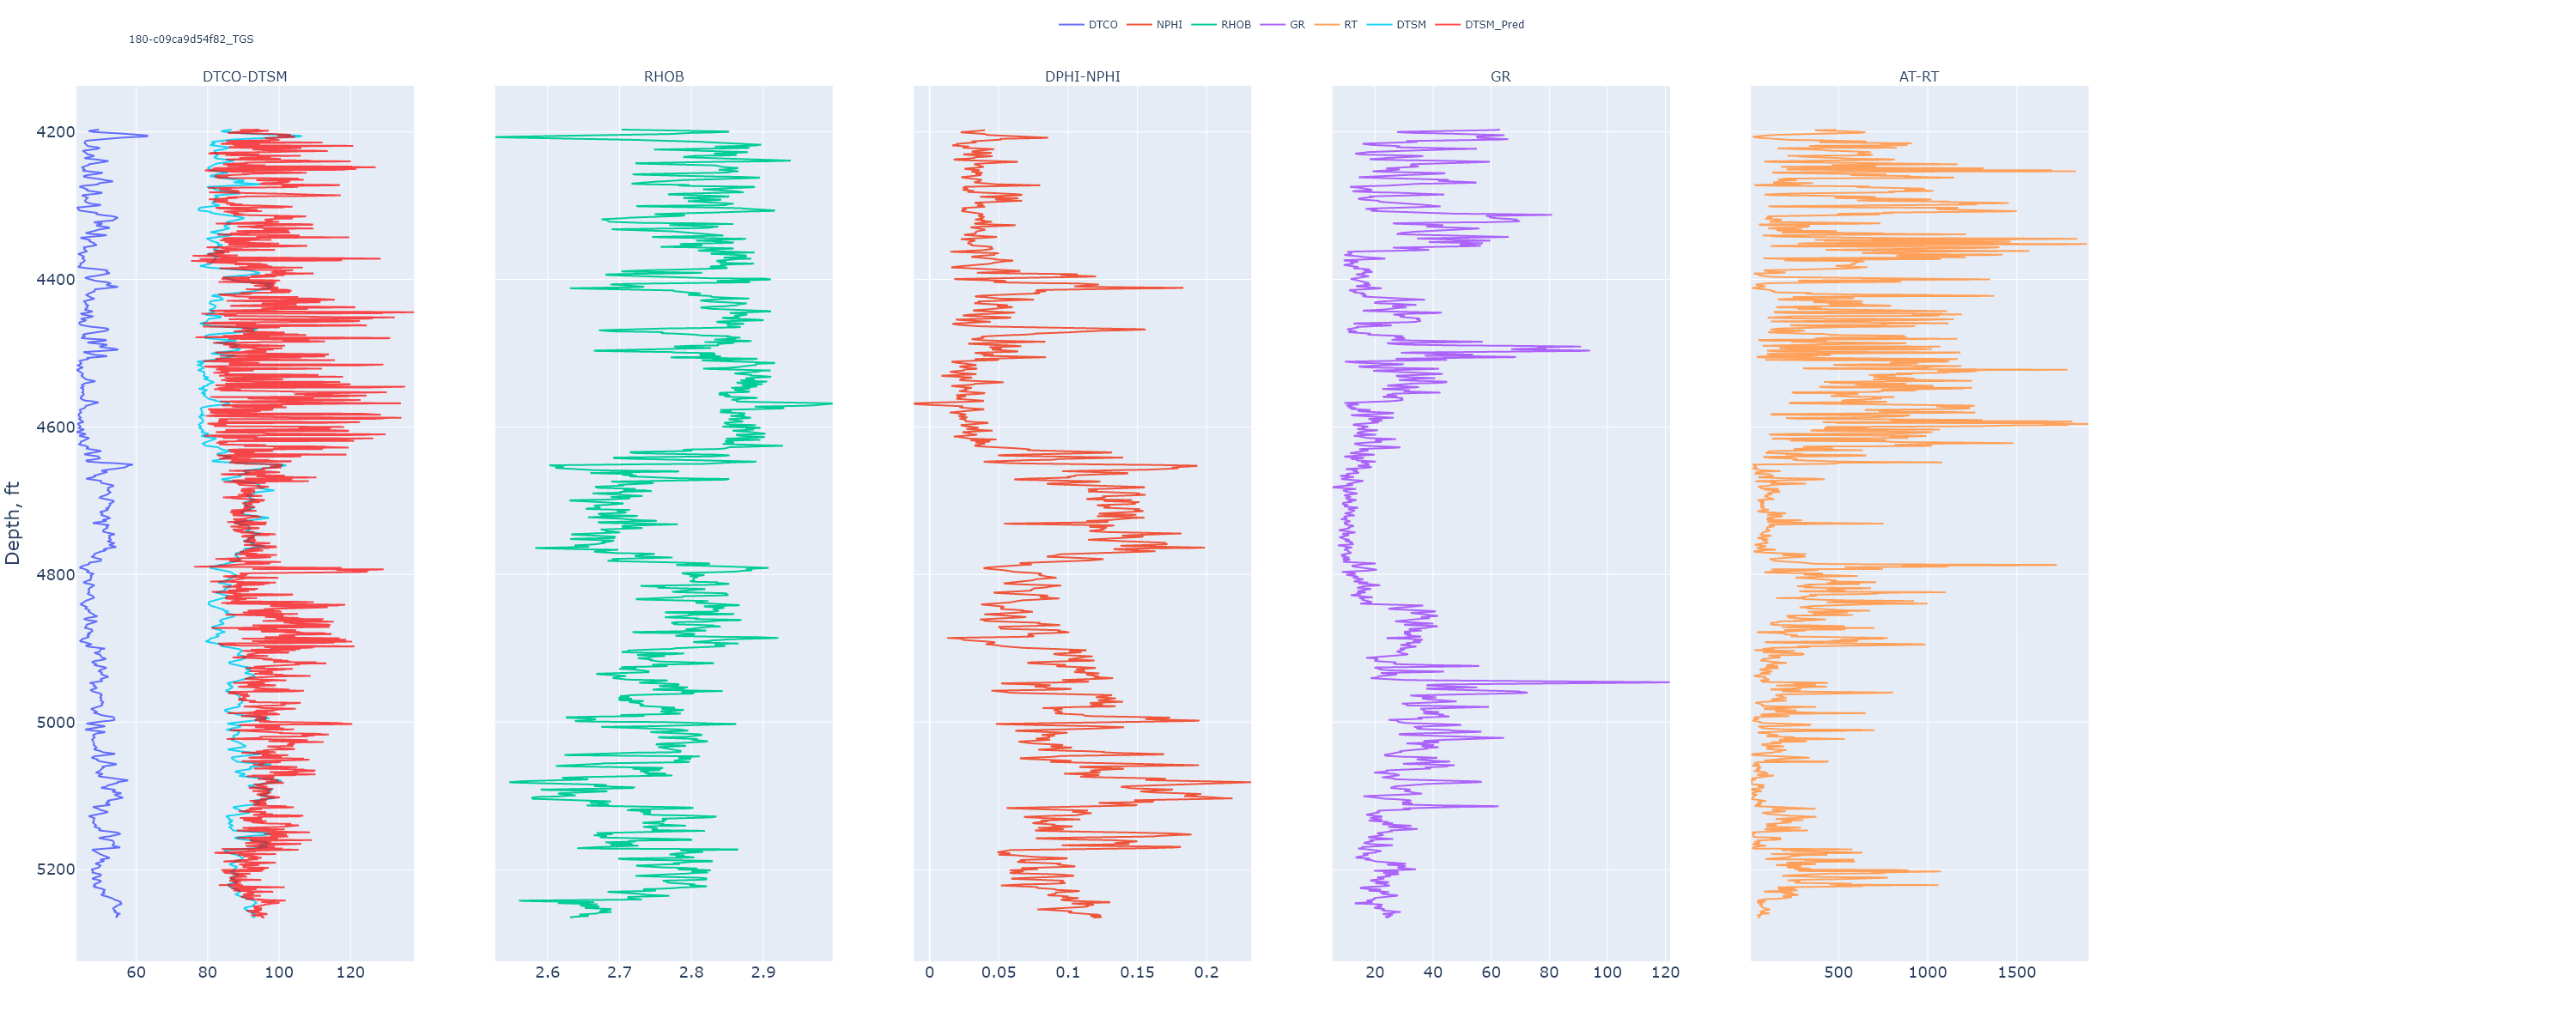 DTCO NPHI RHOB GR RT DTSM DTSM_Pred
180-c09ca9d54f82_TGS
DTCO-DTSM RHOB DPHI-NPHI GR AT-RT
Depth, ft
4200
4400
4600
4800
5000
5200
60 80 100 120
2.6 2.7 2.8 2.9
0 0.05 0.1 0.15 0.2
20 40 60 80 100 120
500 1000 1500